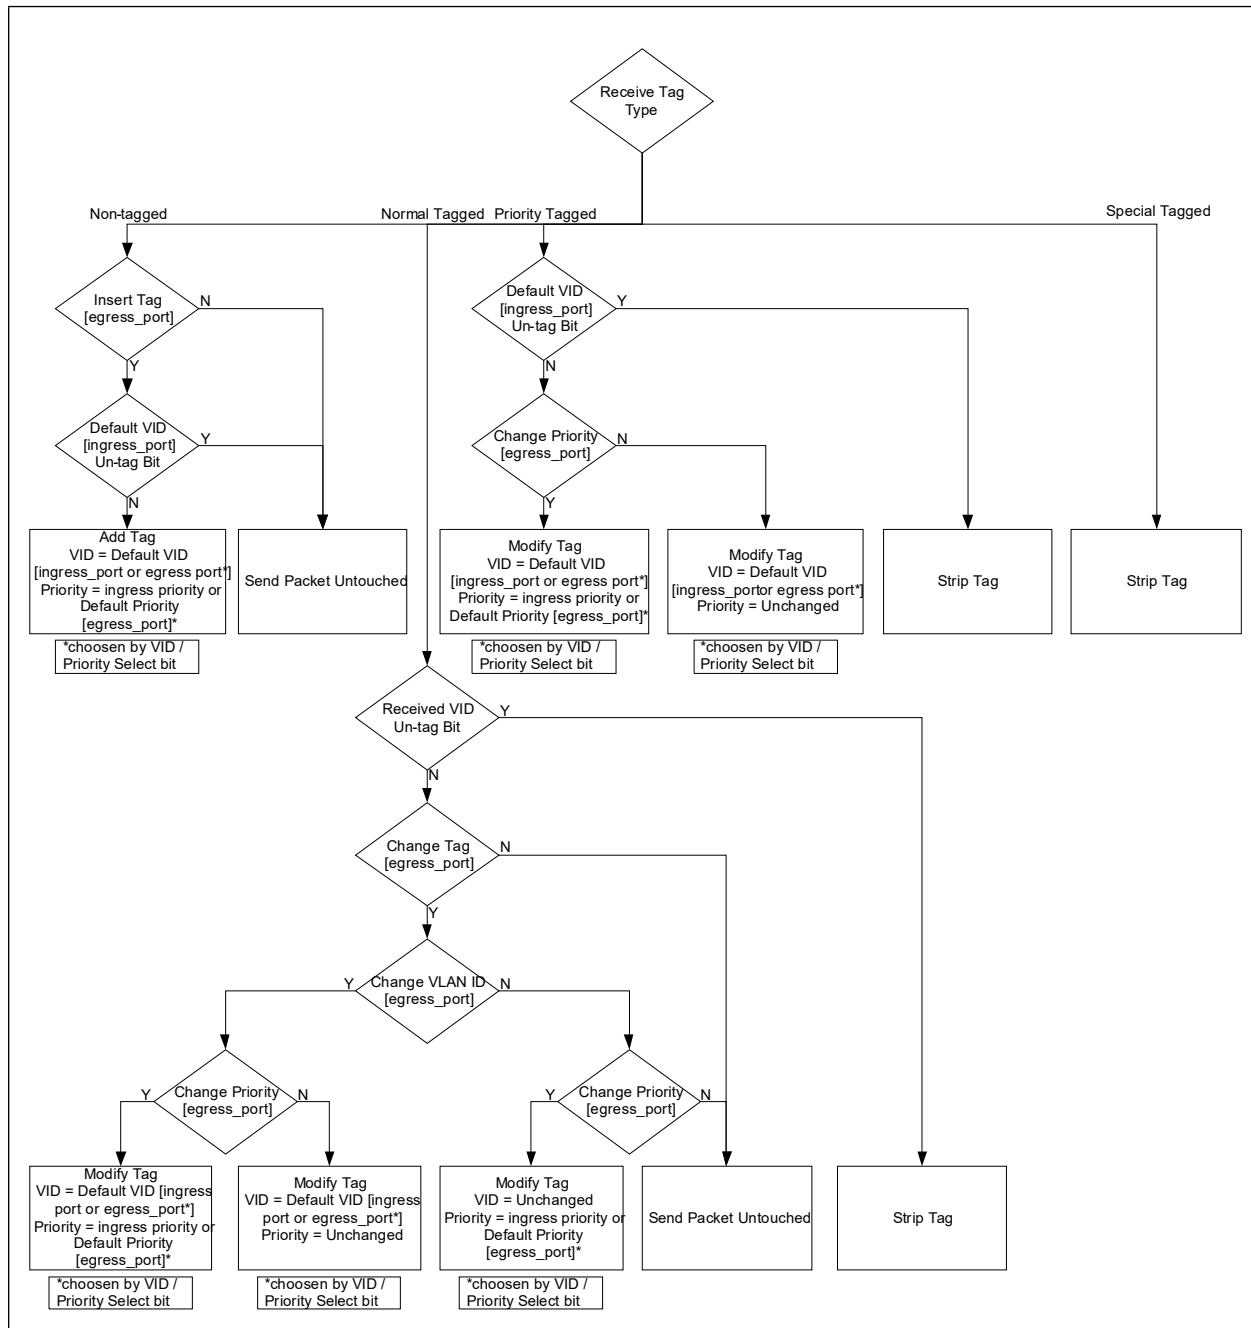 Receive Tag
Type
Non-tagged
Normal Tagged
Priority Tagged
Special Tagged
Insert Tag
[egress_port]
N
Y
Default VID
[ingress_port]
Un-tag Bit
Y
N
Default VID
[ingress_port]
Un-tag Bit
Y
N
Change Priority
[egress_port]
N
Y
Add Tag
VID = Default VID
[ingress_port or egress port*]
Priority = ingress priority or
Default Priority
[egress_port]*
*choosen by VID /
Priority Select bit
Send Packet Untouched
Modify Tag
VID = Default VID
[ingress_port or egress port*]
Priority = ingress priority or
Default Priority [egress_port]*
*choosen by VID /
Priority Select bit
Modify Tag
VID = Default VID
[ingress_portor egress port*]
Priority = Unchanged
*choosen by VID /
Priority Select bit
Strip Tag
Strip Tag
Received VID
Un-tag Bit
Y
N
Change Tag
[egress_port]
N
Y
Change VLAN ID
[egress_port]
Y
N
Change Priority
[egress_port]
Y
N
Change Priority
[egress_port]
Y
N
Modify Tag
VID = Default VID [ingress
port or egress_port*]
Priority = ingress priority or
Default Priority
[egress_port]*
*choosen by VID /
Priority Select bit
Modify Tag
VID = Default VID [ingress
port or egress_port*]
Priority = Unchanged
*choosen by VID /
Priority Select bit
Modify Tag
VID = Unchanged
Priority = ingress priority or
Default Priority
[egress_port]*
*choosen by VID /
Priority Select bit
Send Packet Untouched
Strip Tag